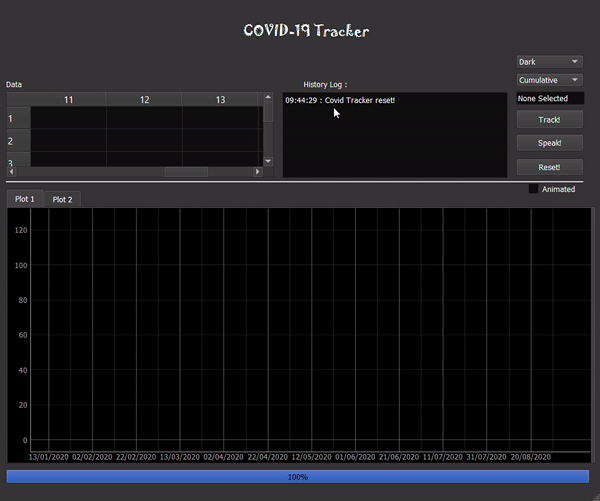 COVID-19 Tracker
Dark
Data
History Log :
Cumulative
11 12 13
09:44:29 : Covid Tracker reset!
None Selected
1
Track!
2
Speak!
3
Reset!
Animated
Plot 1 Plot 2
120
100
80
60
40
20
0
13/01/2020 02/02/2020 22/02/2020 13/03/2020 02/04/2020 22/04/2020 12/05/2020 01/06/2020 21/06/2020 11/07/2020 31/07/2020 20/08/2020
100%